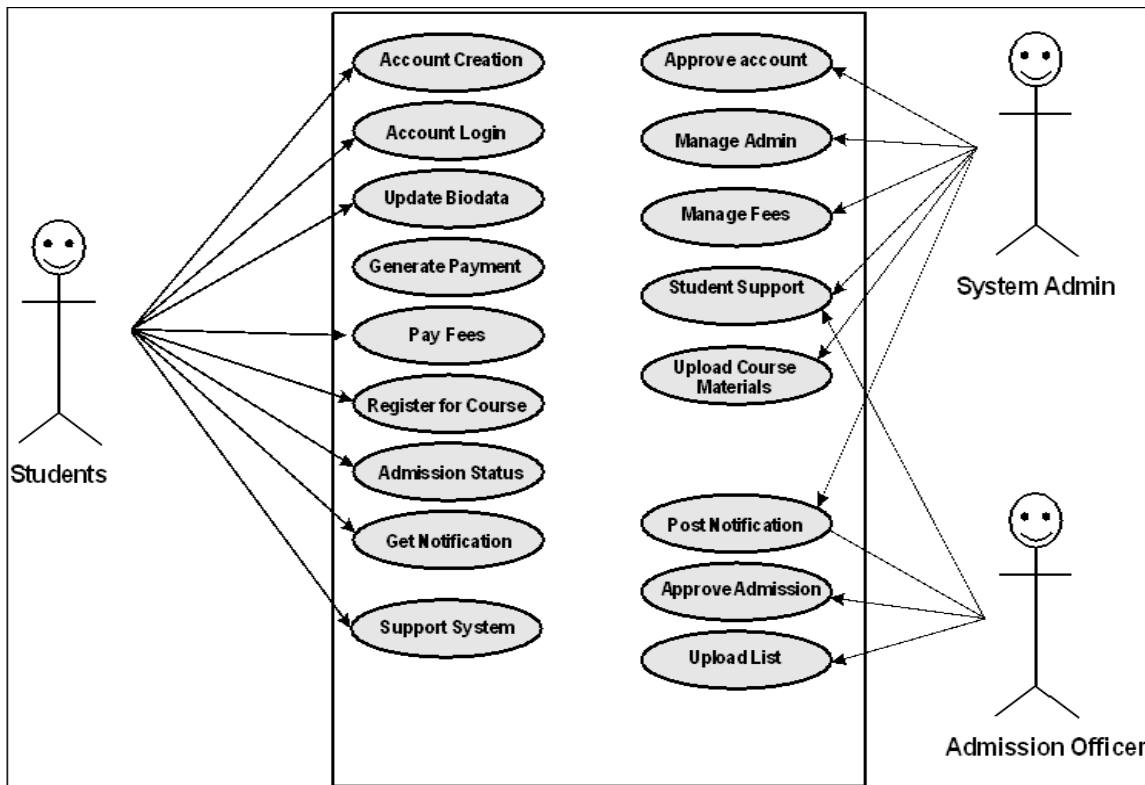 Account Creation
Account Login
Update Biodata
Generate Payment
Pay Fees
Register for Course
Admission Status
Get Notification
Support System
Students
Approve account
Manage Admin
Manage Fees
Student Support
Upload Course
Materials
Post Notification
Approve Admission
Upload List
System Admin
Admission Officer